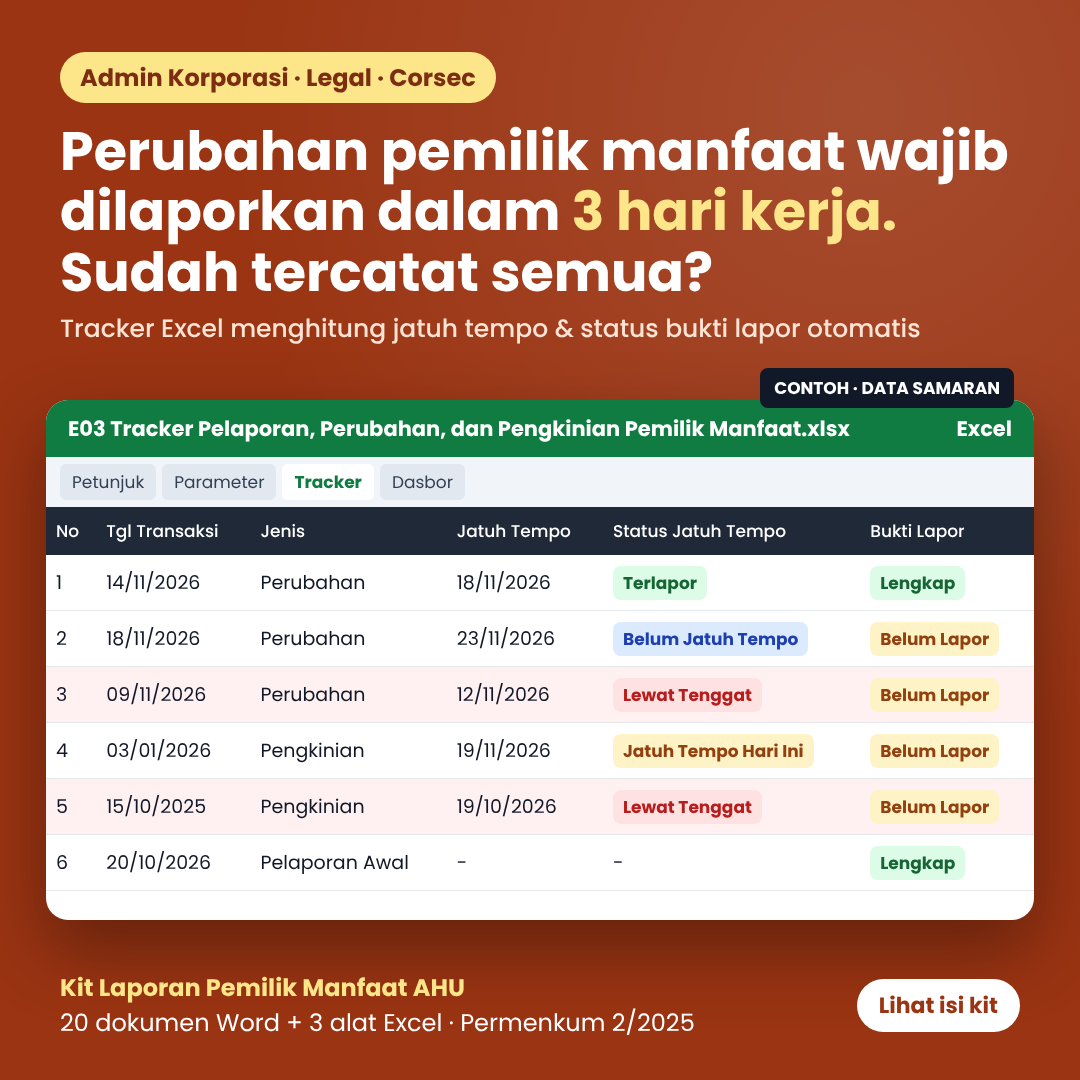 Admin Korporasi · Legal · Corsec
Perubahan pemilik manfaat wajib
dilaporkan dalam 3 hari kerja.
Sudah tercatat semua?
Tracker Excel menghitung jatuh tempo & status bukti lapor otomatis
CONTOH · DATA SAMARAN
E03 Tracker Pelaporan, Perubahan, dan Pengkinian Pemilik Manfaat.xlsx Excel
Petunjuk Parameter Tracker Dasbor
No Tgl Transaksi Jenis Jatuh Tempo Status Jatuh Tempo Bukti Lapor
1 14/11/2026 Perubahan 18/11/2026 Terlapor Lengkap
2 18/11/2026 Perubahan 23/11/2026 Belum Jatuh Tempo Belum Lapor
3 09/11/2026 Perubahan 12/11/2026 Lewat Tenggat Belum Lapor
4 03/01/2026 Pengkinian 19/11/2026 Jatuh Tempo Hari Ini Belum Lapor
5 15/10/2025 Pengkinian 19/10/2026 Lewat Tenggat Belum Lapor
6 20/10/2026 Pelaporan Awal - - Lengkap
Kit Laporan Pemilik Manfaat AHU
20 dokumen Word + 3 alat Excel · Permenkum 2/2025
Lihat isi kit